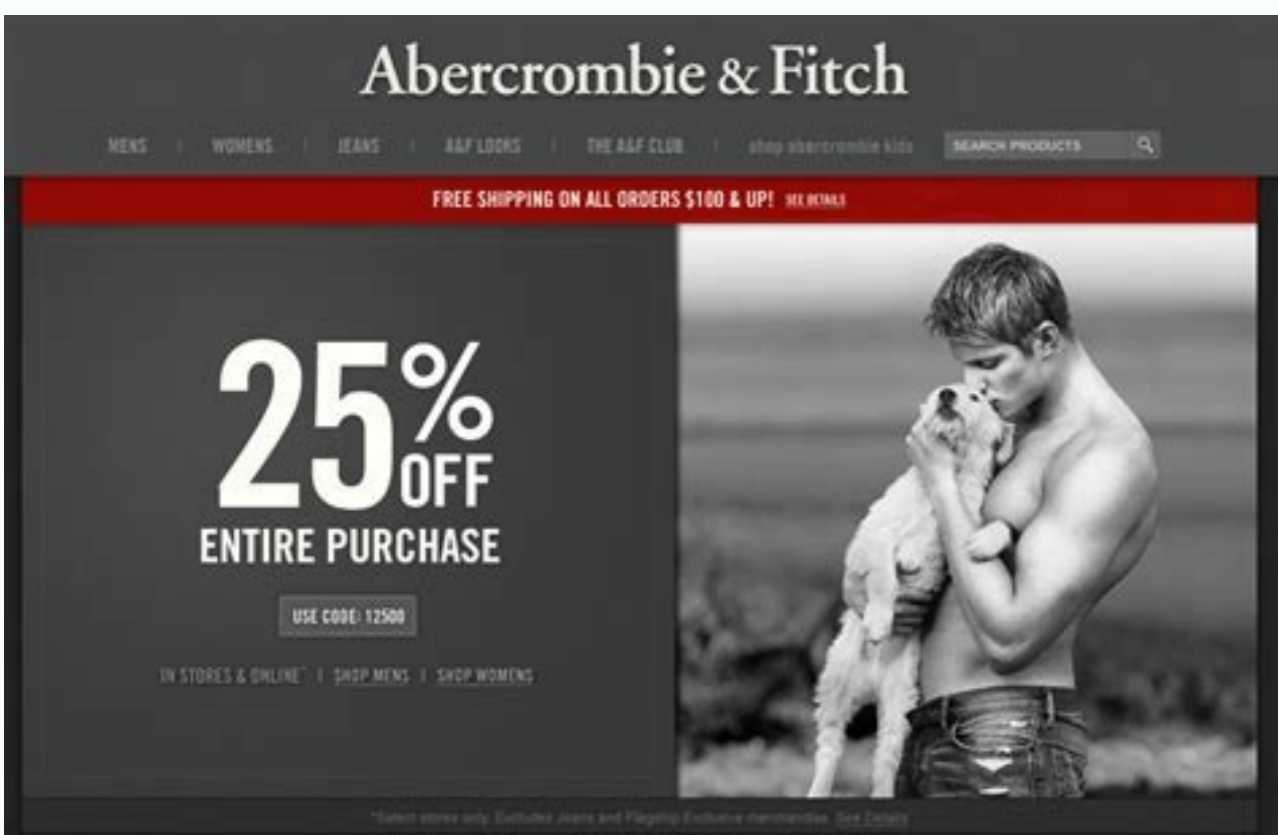 Abercrombie & Fitch
MENS | WOMENS | JEANS | A&F LOOKS | THE A&F CLUB | shop abercrombie kids SEARCH PRODUCTS
FREE SHIPPING ON ALL ORDERS $100 & UP! SEE DETAILS
25% OFF
ENTIRE PURCHASE
USE CODE: 12500
IN STORES & ONLINE* | SHOP MENS | SHOP WOMENS
*Select stores only. Excludes Jeans and Flagship Exclusive merchandise. See Details